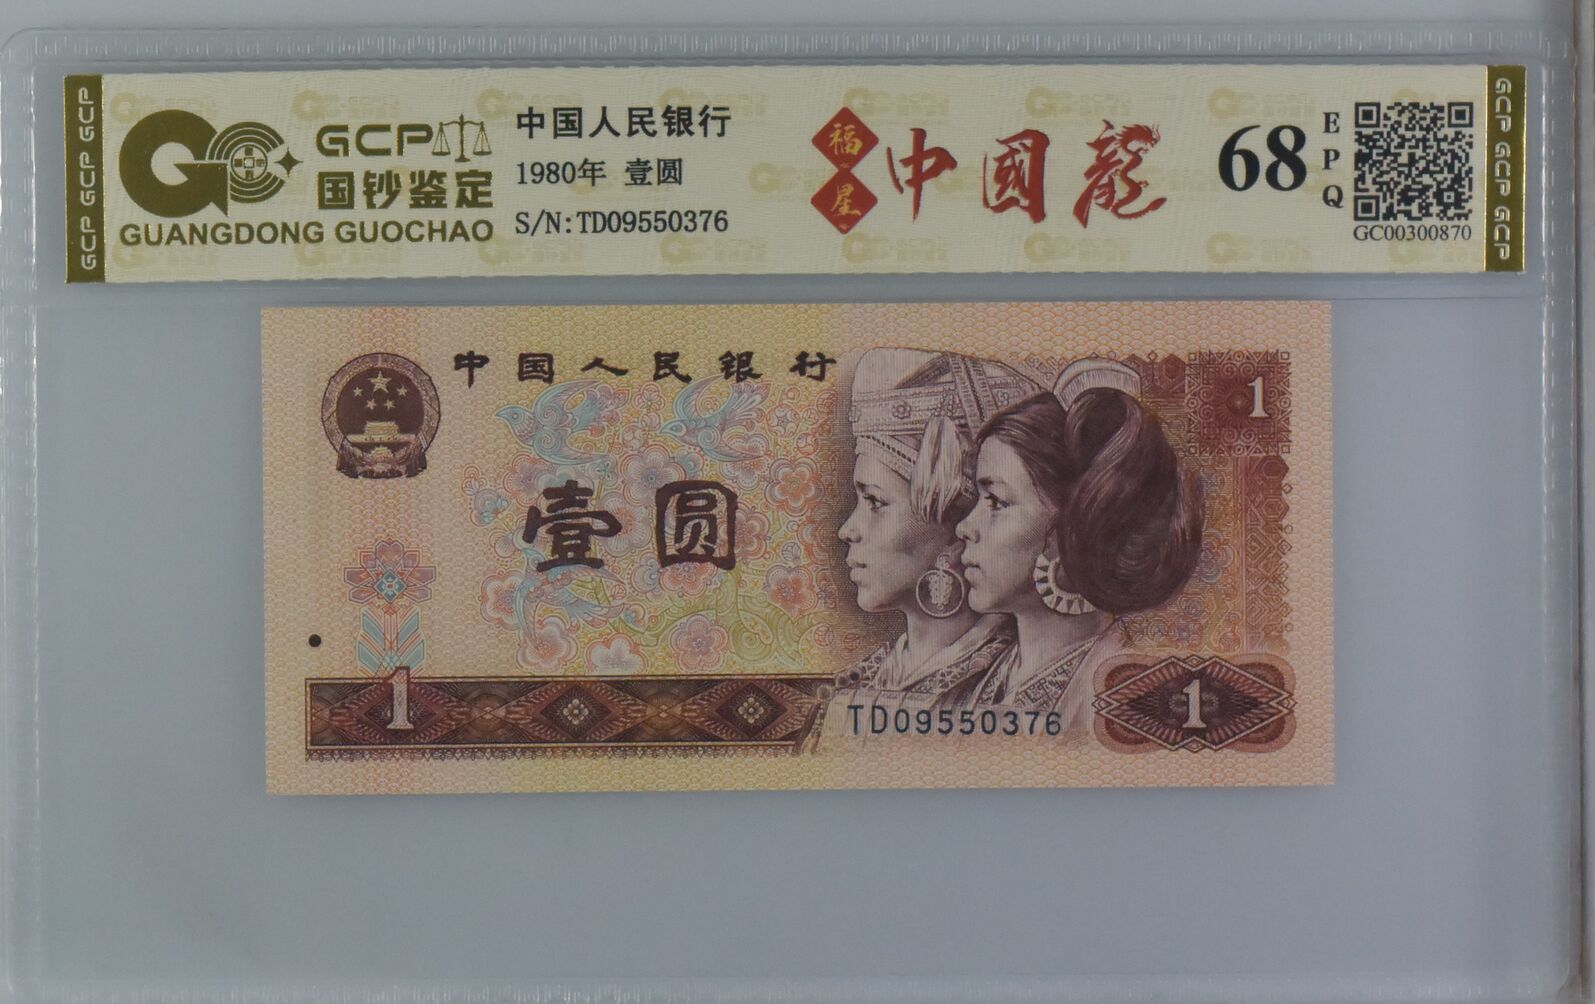 GCP GCP GCP
GCP
国钞鉴定
GUANGDONG GUOCHAO
中国人民银行
1980年 壹圆
S/N:TD09550376
福星
中國龍
68
EPQ
GC00300870
GCP GCP GCP
中国人民银行
1
壹圆
1
TD09550376
1